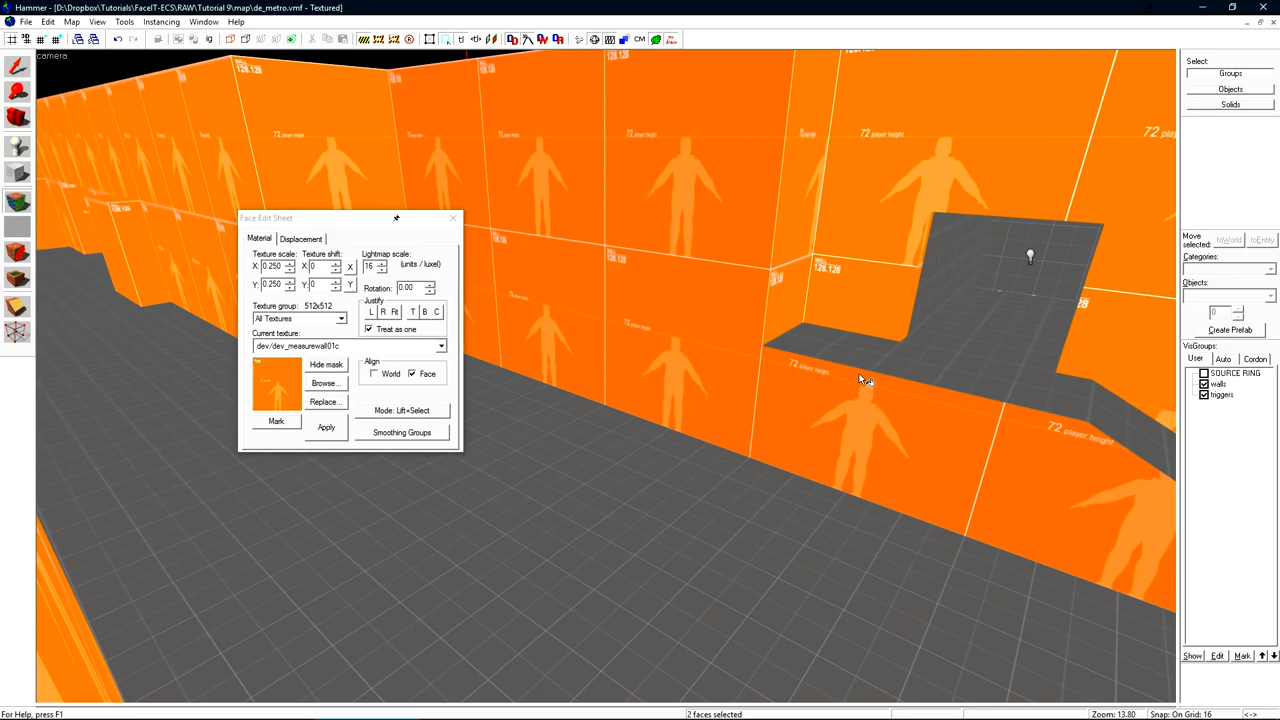 Hammer - [D:\Dropbox\Tutorials\FaceIT-ECS\RAW\Tutorial 9\map\de_metro.vmf - Textured]
File Edit Map View Tools Instancing Window Help
camera
Select:
Groups
Objects
Solids
Move selected:
toWorld toEntity
Categories:
Objects:
0
Create Prefab
VisGroups:
User Auto Cordon
SOURCE RING
walls
triggers
Show Edit Mark
Face Edit Sheet
Material Displacement
Texture scale: Texture shift: Lightmap scale:
X: 0.250 X: 0 X 16 (units / luxel)
Y: 0.250 Y: 0 Y Rotation: 0.00
Texture group: 512x512
All Textures
Justify
L R Fit T B C
Treat as one
Current texture:
dev/dev_measurewall01c
Align
World Face
Hide mask
Browse...
Replace...
Mark
Apply
Mode: Lift+Select
Smoothing Groups
128.128
72 player height
72 player height
72 player height
128.128
72 player height
72 player height
For Help, press F1
2 faces selected
Zoom: 13.80
Snap: On Grid: 16
<->